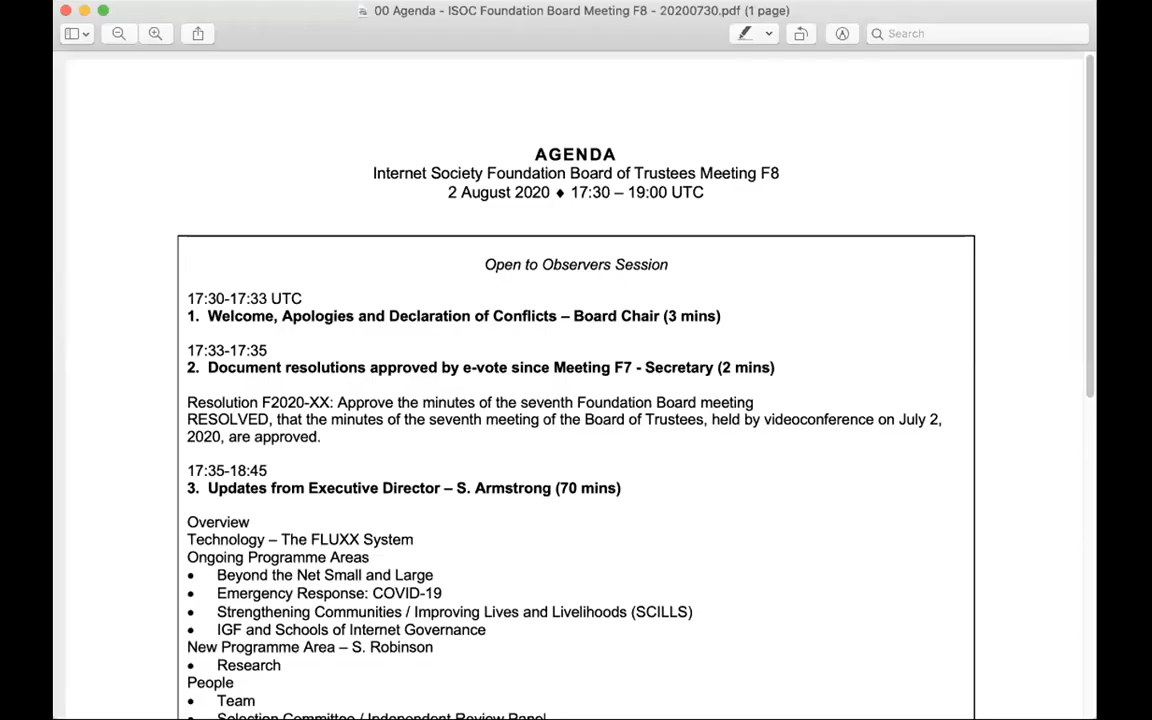 00 Agenda - ISOC Foundation Board Meeting F8 - 20200730.pdf (1 page)
Search
AGENDA
Internet Society Foundation Board of Trustees Meeting F8
2 August 2020 ♦ 17:30 – 19:00 UTC
Open to Observers Session
17:30-17:33 UTC
1. Welcome, Apologies and Declaration of Conflicts – Board Chair (3 mins)
17:33-17:35
2. Document resolutions approved by e-vote since Meeting F7 - Secretary (2 mins)
Resolution F2020-XX: Approve the minutes of the seventh Foundation Board meeting
RESOLVED, that the minutes of the seventh meeting of the Board of Trustees, held by videoconference on July 2,
2020, are approved.
17:35-18:45
3. Updates from Executive Director – S. Armstrong (70 mins)
Overview
Technology – The FLUXX System
Ongoing Programme Areas
• Beyond the Net Small and Large
• Emergency Response: COVID-19
• Strengthening Communities / Improving Lives and Livelihoods (SCILLS)
• IGF and Schools of Internet Governance
New Programme Area – S. Robinson
• Research
People
• Team
• Selection Committee / Independent Review Panel